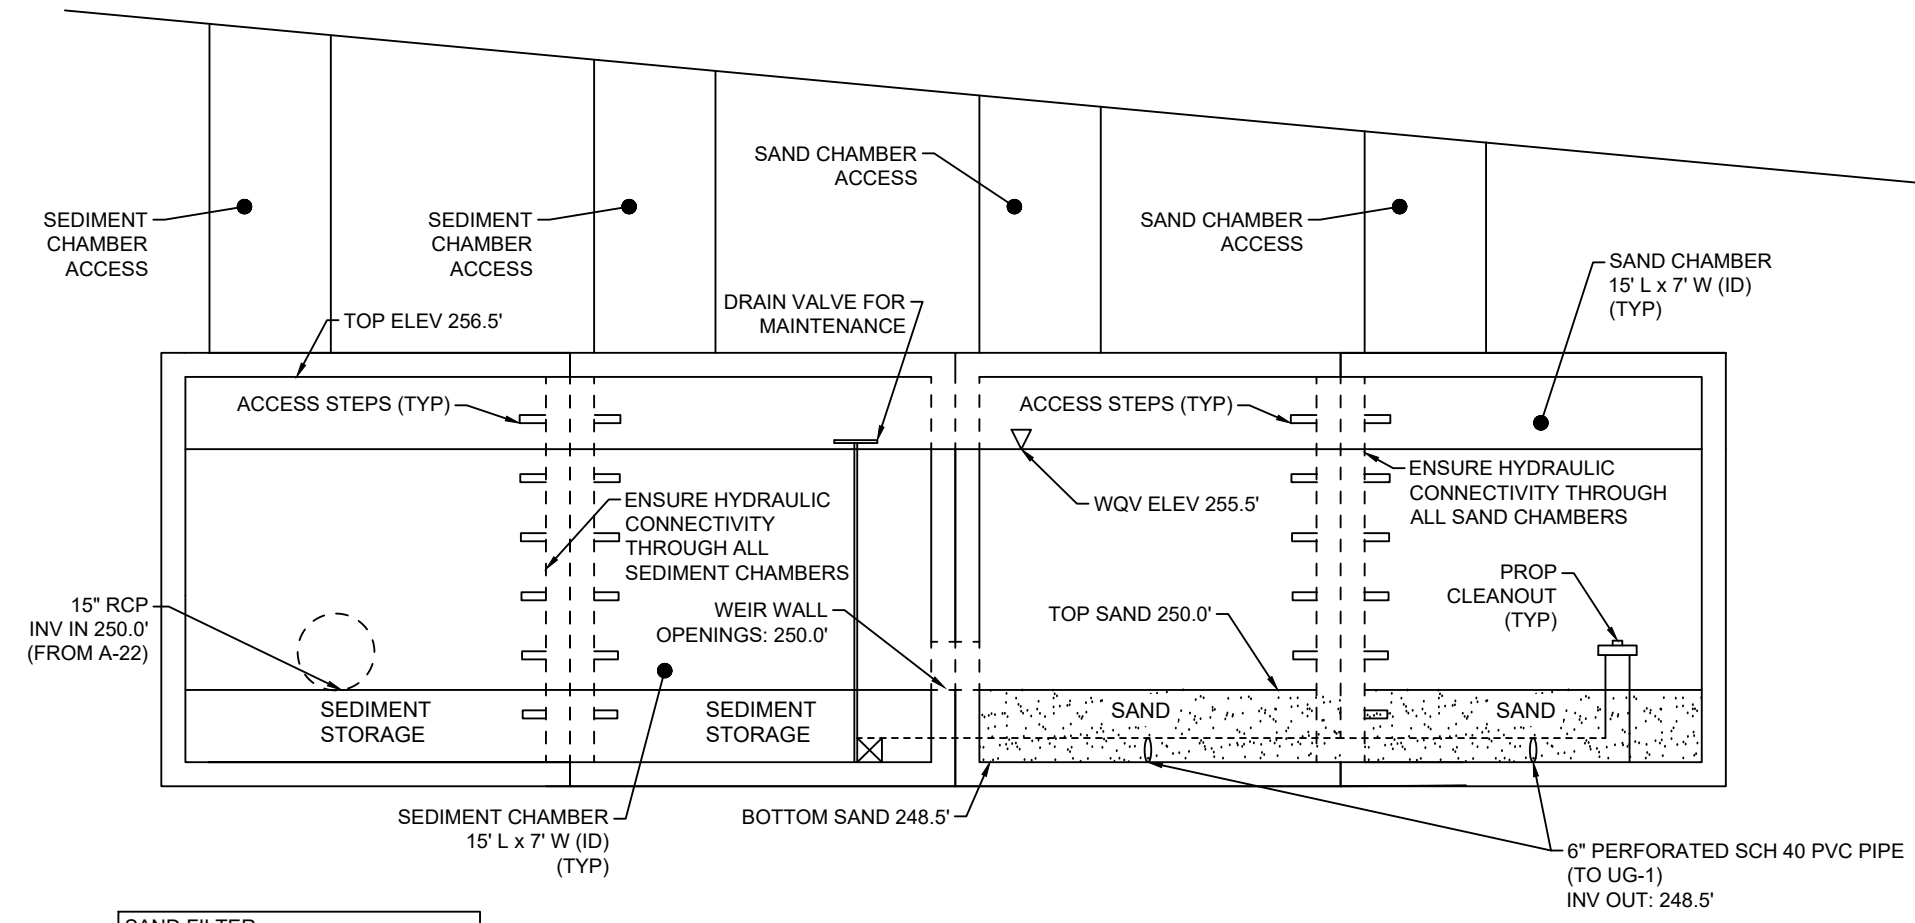 SAND CHAMBER
ACCESS
SEDIMENT
CHAMBER
ACCESS
SEDIMENT
CHAMBER
ACCESS
SAND CHAMBER
ACCESS
SAND CHAMBER
15' L x 7' W (ID)
(TYP)
DRAIN VALVE FOR
MAINTENANCE
TOP ELEV 256.5'
ACCESS STEPS (TYP)
ACCESS STEPS (TYP)
ENSURE HYDRAULIC
CONNECTIVITY THROUGH
ALL SAND CHAMBERS
ENSURE HYDRAULIC
CONNECTIVITY
THROUGH ALL
SEDIMENT CHAMBERS
WQV ELEV 255.5'
PROP
CLEANOUT
(TYP)
15" RCP
INV IN 250.0'
(FROM A-22)
WEIR WALL
OPENINGS: 250.0'
TOP SAND 250.0'
SEDIMENT
STORAGE
SEDIMENT
STORAGE
SAND
SAND
SEDIMENT CHAMBER
15' L x 7' W (ID)
(TYP)
BOTTOM SAND 248.5'
6" PERFORATED SCH 40 PVC PIPE
(TO UG-1)
INV OUT: 248.5'
SAND FILTER